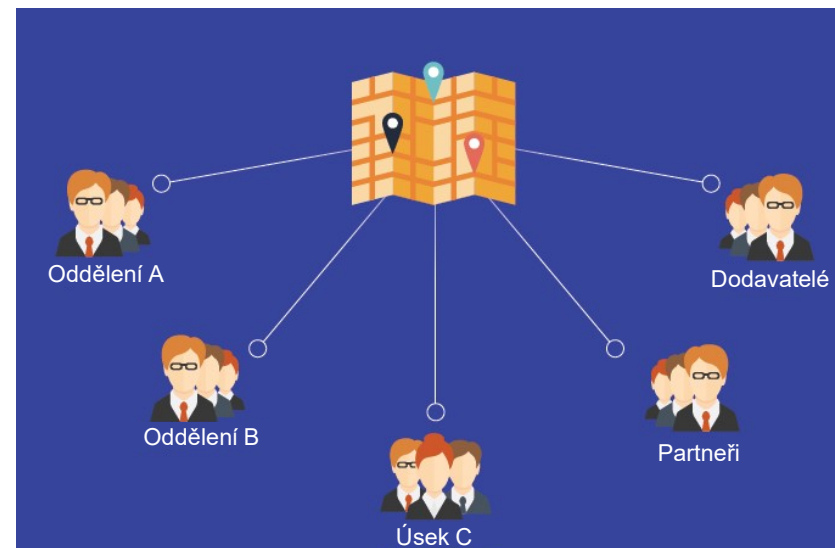 Oddělení A
Dodavatelé
Oddělení B
Partneři
Úsek C